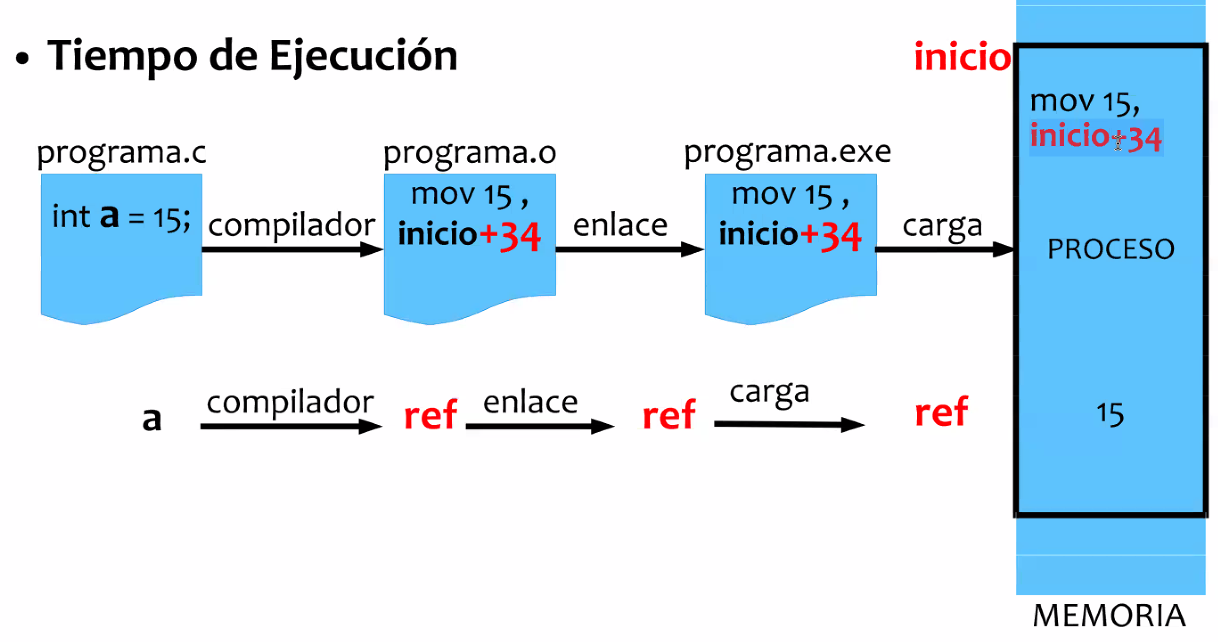 • Tiempo de Ejecución
inicio
mov 15,
inicio+34
programa.c
programa.o
programa.exe
int a = 15;
compilador
mov 15 ,
inicio+34
enlace
mov 15 ,
inicio+34
carga
PROCESO
a
compilador
ref
enlace
ref
carga
ref
15
MEMORIA